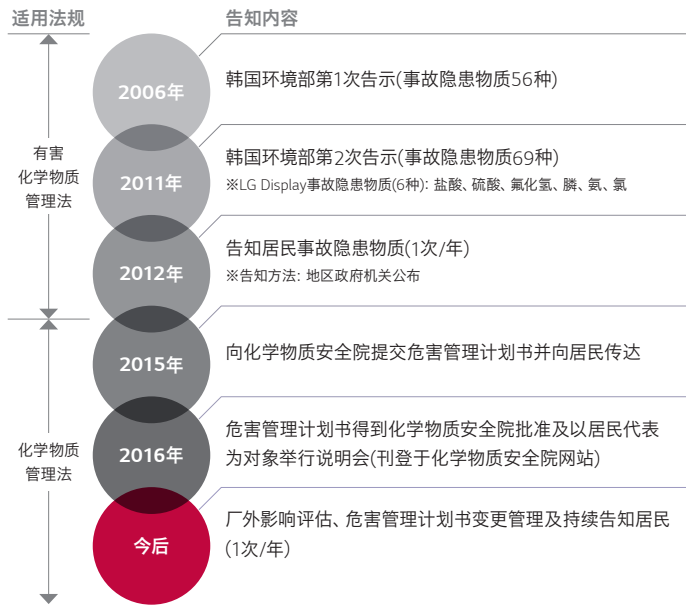 适用法规
告知内容
有害
化学物质
管理法
2006年
韩国环境部第1次告示(事故隐患物质56种)
2011年
韩国环境部第2次告示(事故隐患物质69种)
※LG Display事故隐患物质(6种)：盐酸、硫酸、氟化氢、膦、氨、氯
2012年
告知居民事故隐患物质(1次/年)
※告知方法：地区政府机关公布
化学物质
管理法
2015年
向化学物质安全院提交危害管理计划书并向居民传达
2016年
危害管理计划书得到化学物质安全院批准及以居民代表
为对象举行说明会(刊登于化学物质安全院网站)
今后
厂外影响评估、危害管理计划书变更管理及持续告知居民
(1次/年)